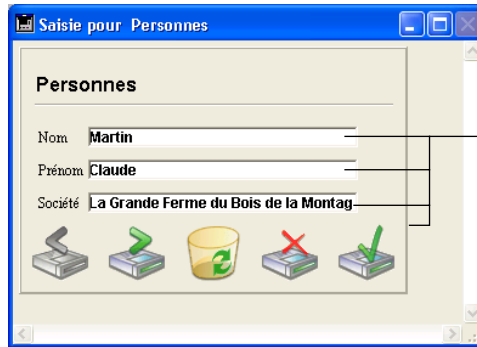 Saisie pour Personnes
Personnes
Nom Martin
Prénom Claude
Société La Grande Ferme du Bois de la Montag